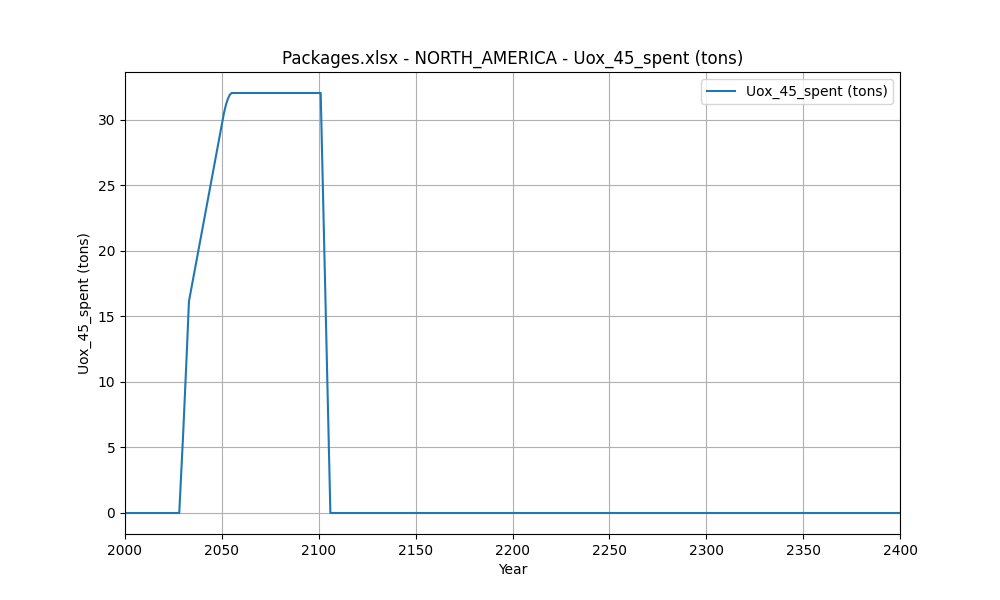 Packages.xlsx - NORTH_AMERICA - Uox_45_spent (tons)
Uox_45_spent (tons)
Uox_45_spent (tons)
30
25
20
15
10
5
0
2000 2050 2100 2150 2200 2250 2300 2350 2400
Year